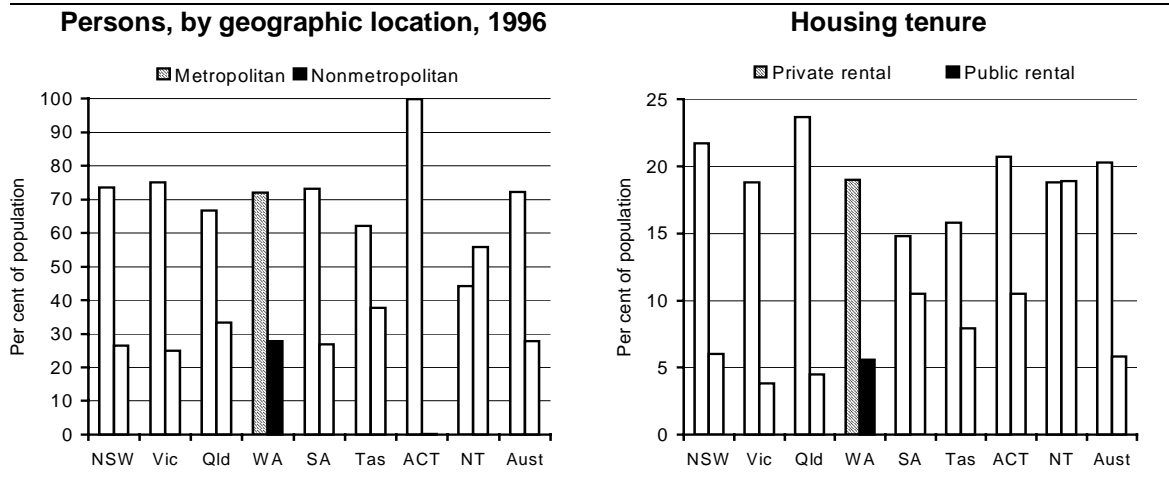 Persons, by geographic location, 1996
Metropolitan Nonmetropolitan
100
90
80
70
60
50
40
30
20
10
0
Per cent of population
NSW Vic Qld WA SA Tas ACT NT Aust
Housing tenure
Private rental Public rental
25
20
15
10
5
0
Per cent of population
NSW Vic Qld WA SA Tas ACT NT Aust